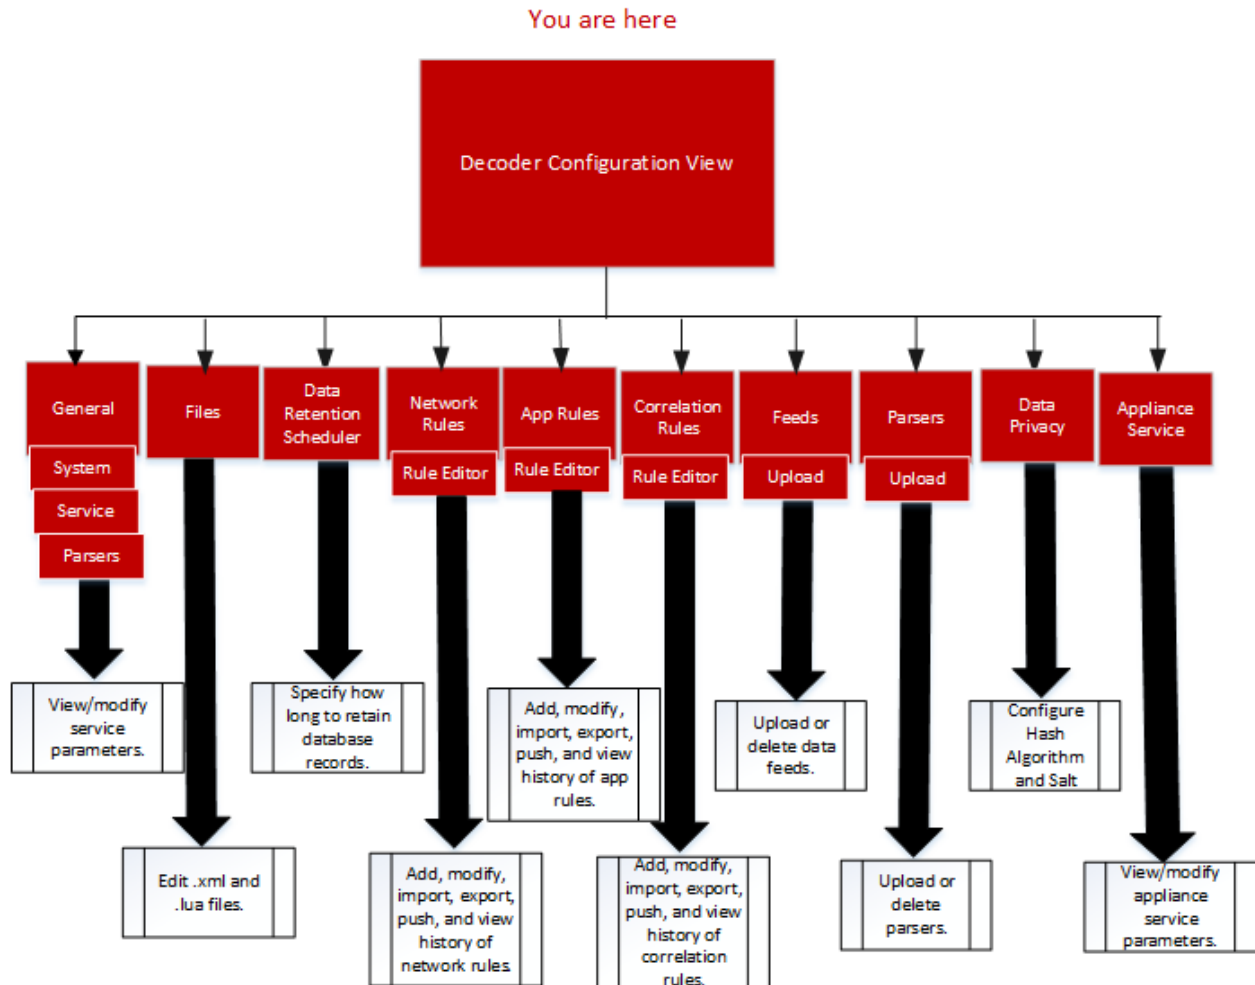 You are here
Decoder Configuration View
General
Files
Data
Retention
Scheduler
Network
Rules
App Rules
Correlation
Rules
Feeds
Parsers
Data
Privacy
Appliance
Service
System
Service
Parsers
Rule Editor
Rule Editor
Rule Editor
Upload
Upload
View/modify
service
parameters.
Specify how
long to retain
database
records.
Add, modify,
import, export,
push, and view
history of app
rules.
Upload or
delete data
feeds.
Configure
Hash
Algorithm
and Salt
Edit .xml and
.lua files.
Add, modify,
import, export,
push, and view
history of
network rules.
Add, modify,
import, export,
push, and view
history of
correlation
rules.
Upload or
delete
parsers.
View/modify
appliance
service
parameters.